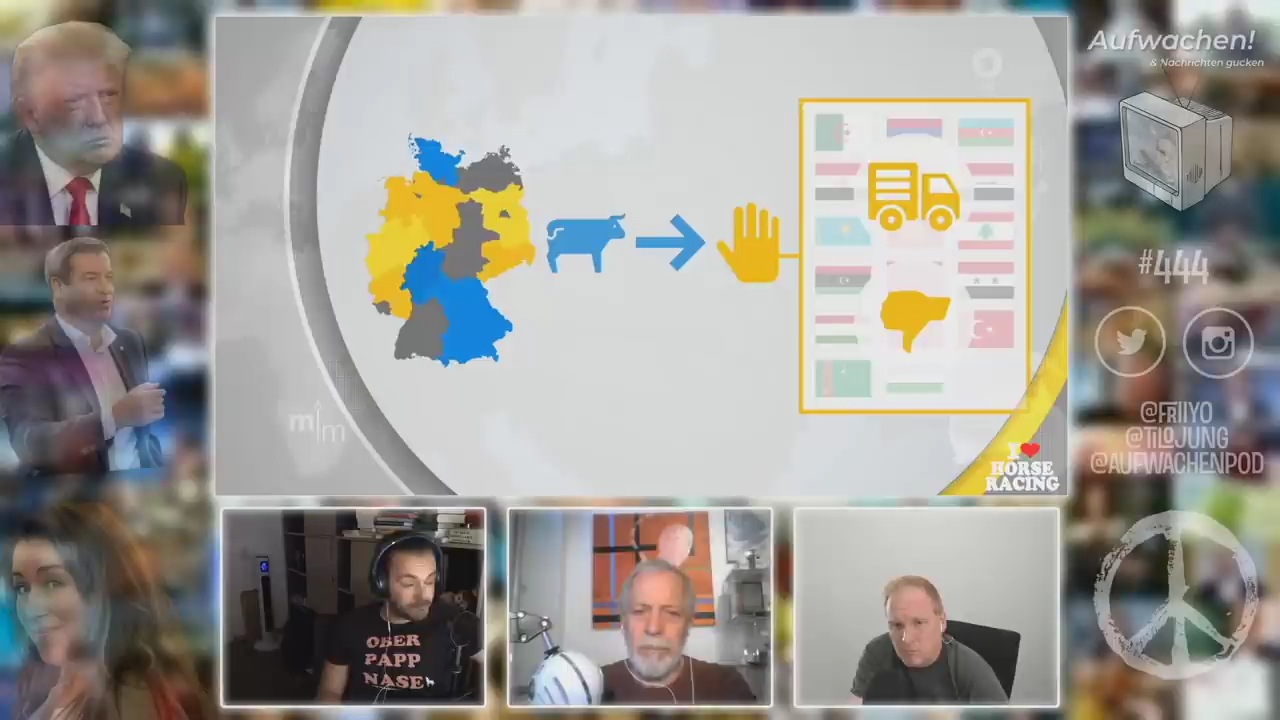 Aufwachen!
& Nachrichten gucken
#444
@FRIIYO
@TILOJUNG
@AUFWACHENPOD
m|m
I ❤
HORSE
RACING
OBER
PAPP
NASE